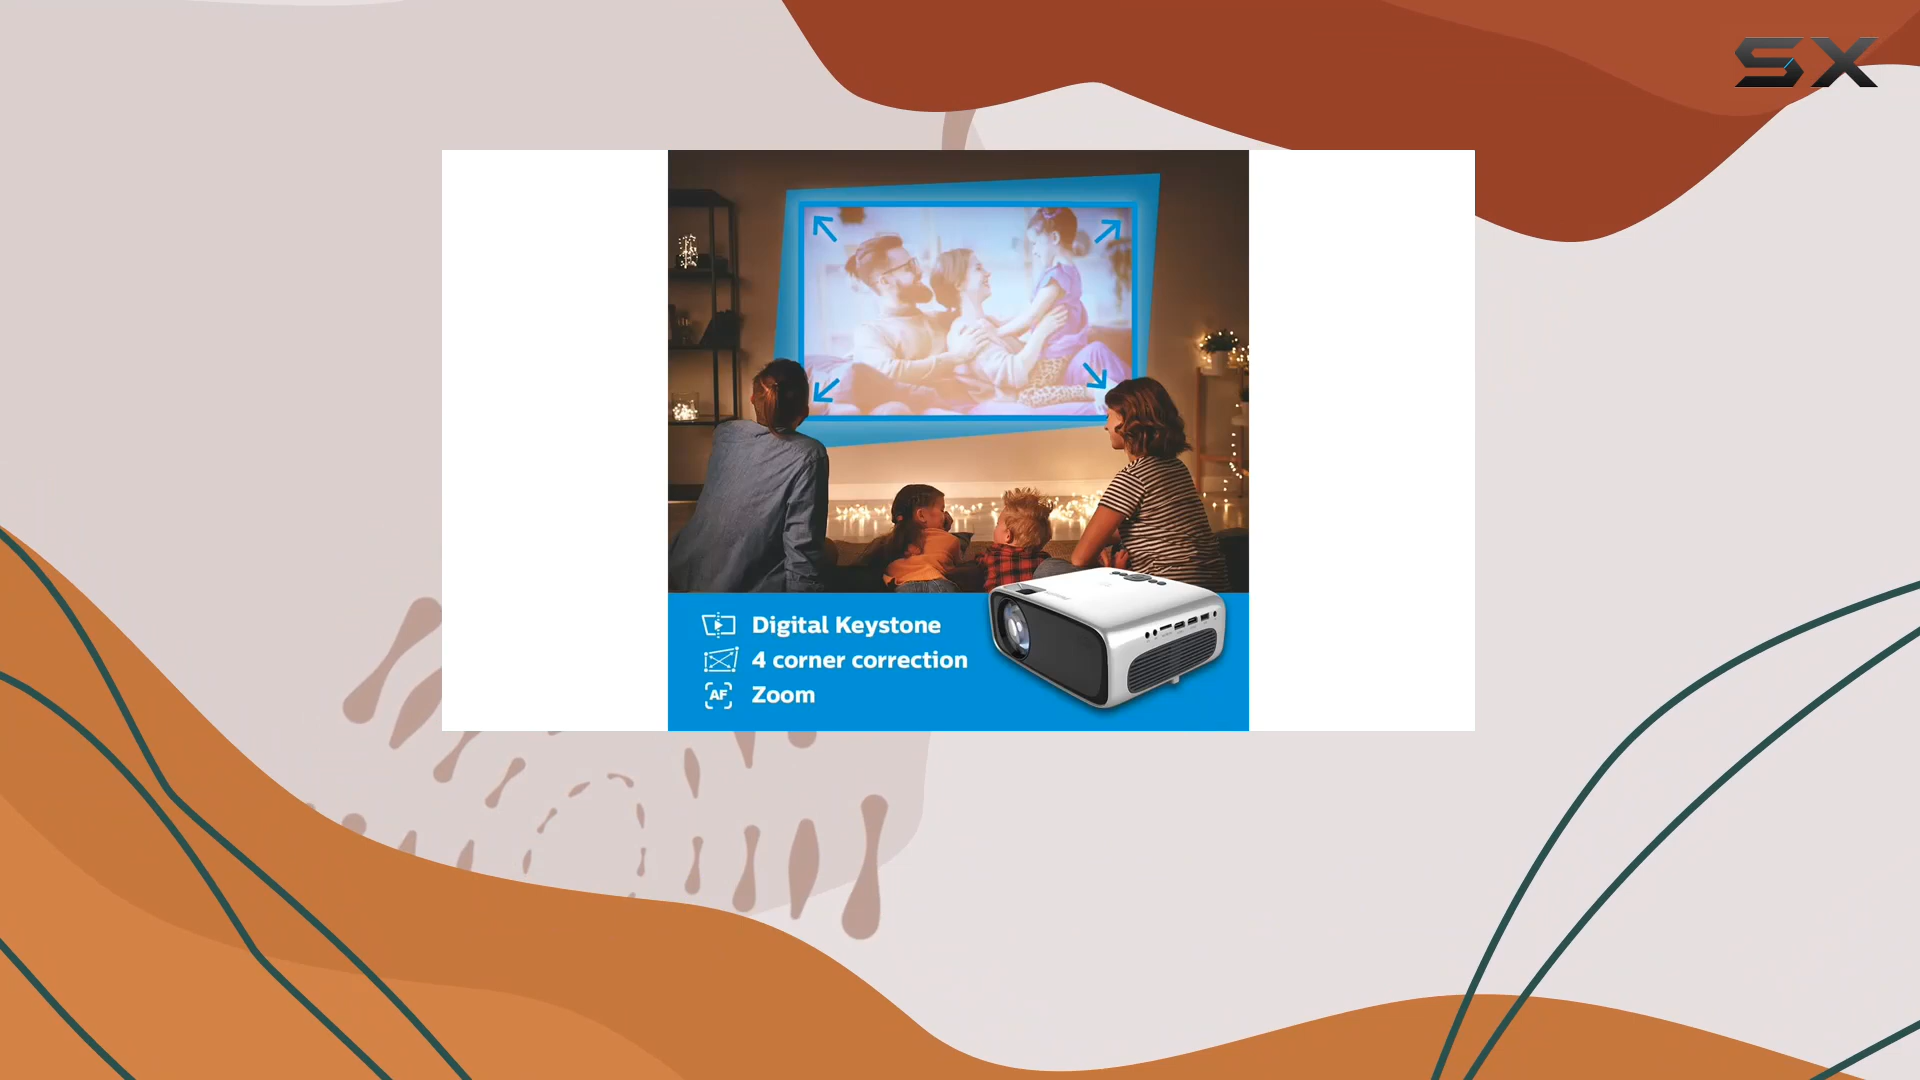 SX
Digital Keystone
4 corner correction
AF
Zoom